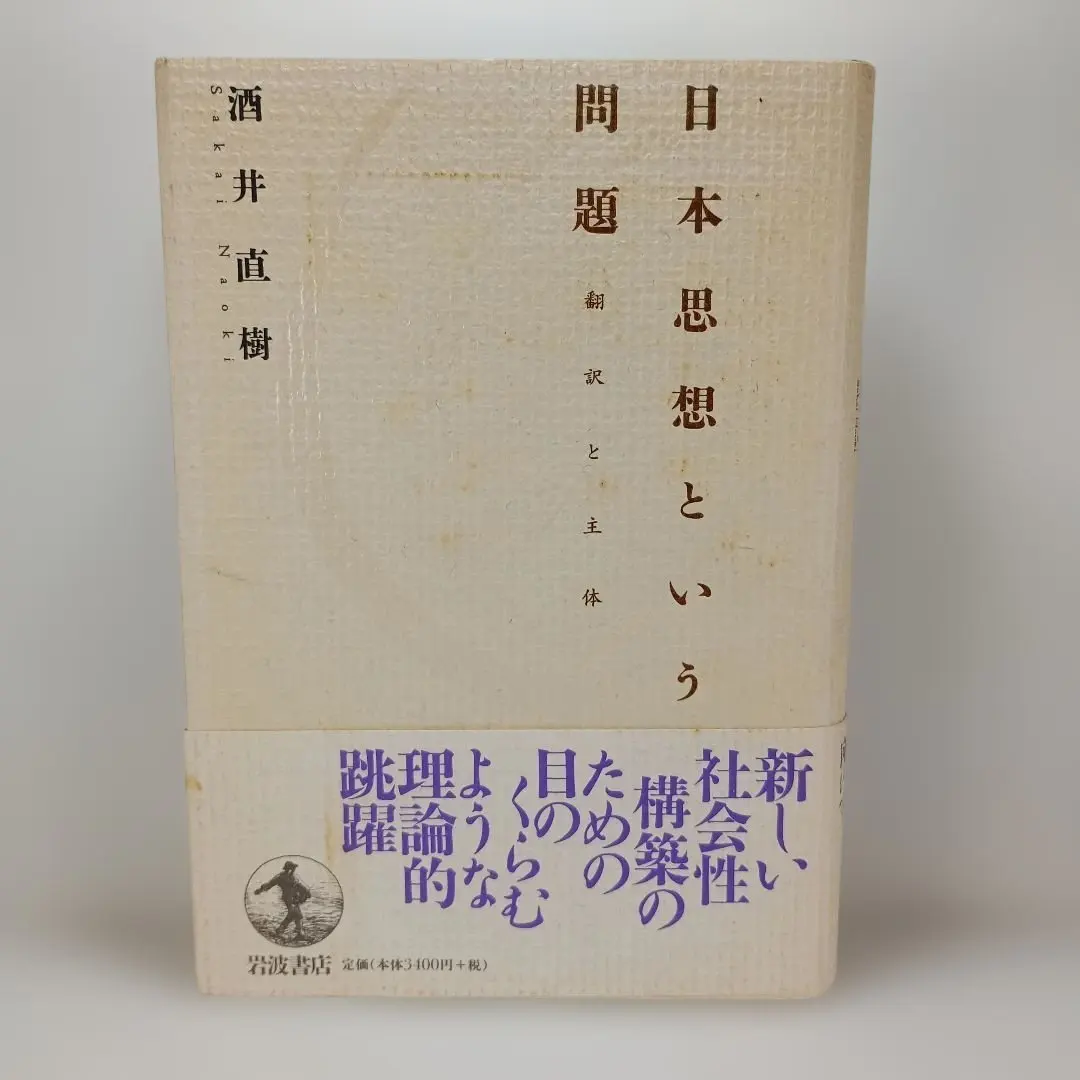 日本思想という
問題
翻訳と主体
酒井直樹
Sakai Naoki
新しい
社会性
構築の
ための
目の
くらむ
ような
理論的
跳躍
岩波書店
定価(本体3400円+税)